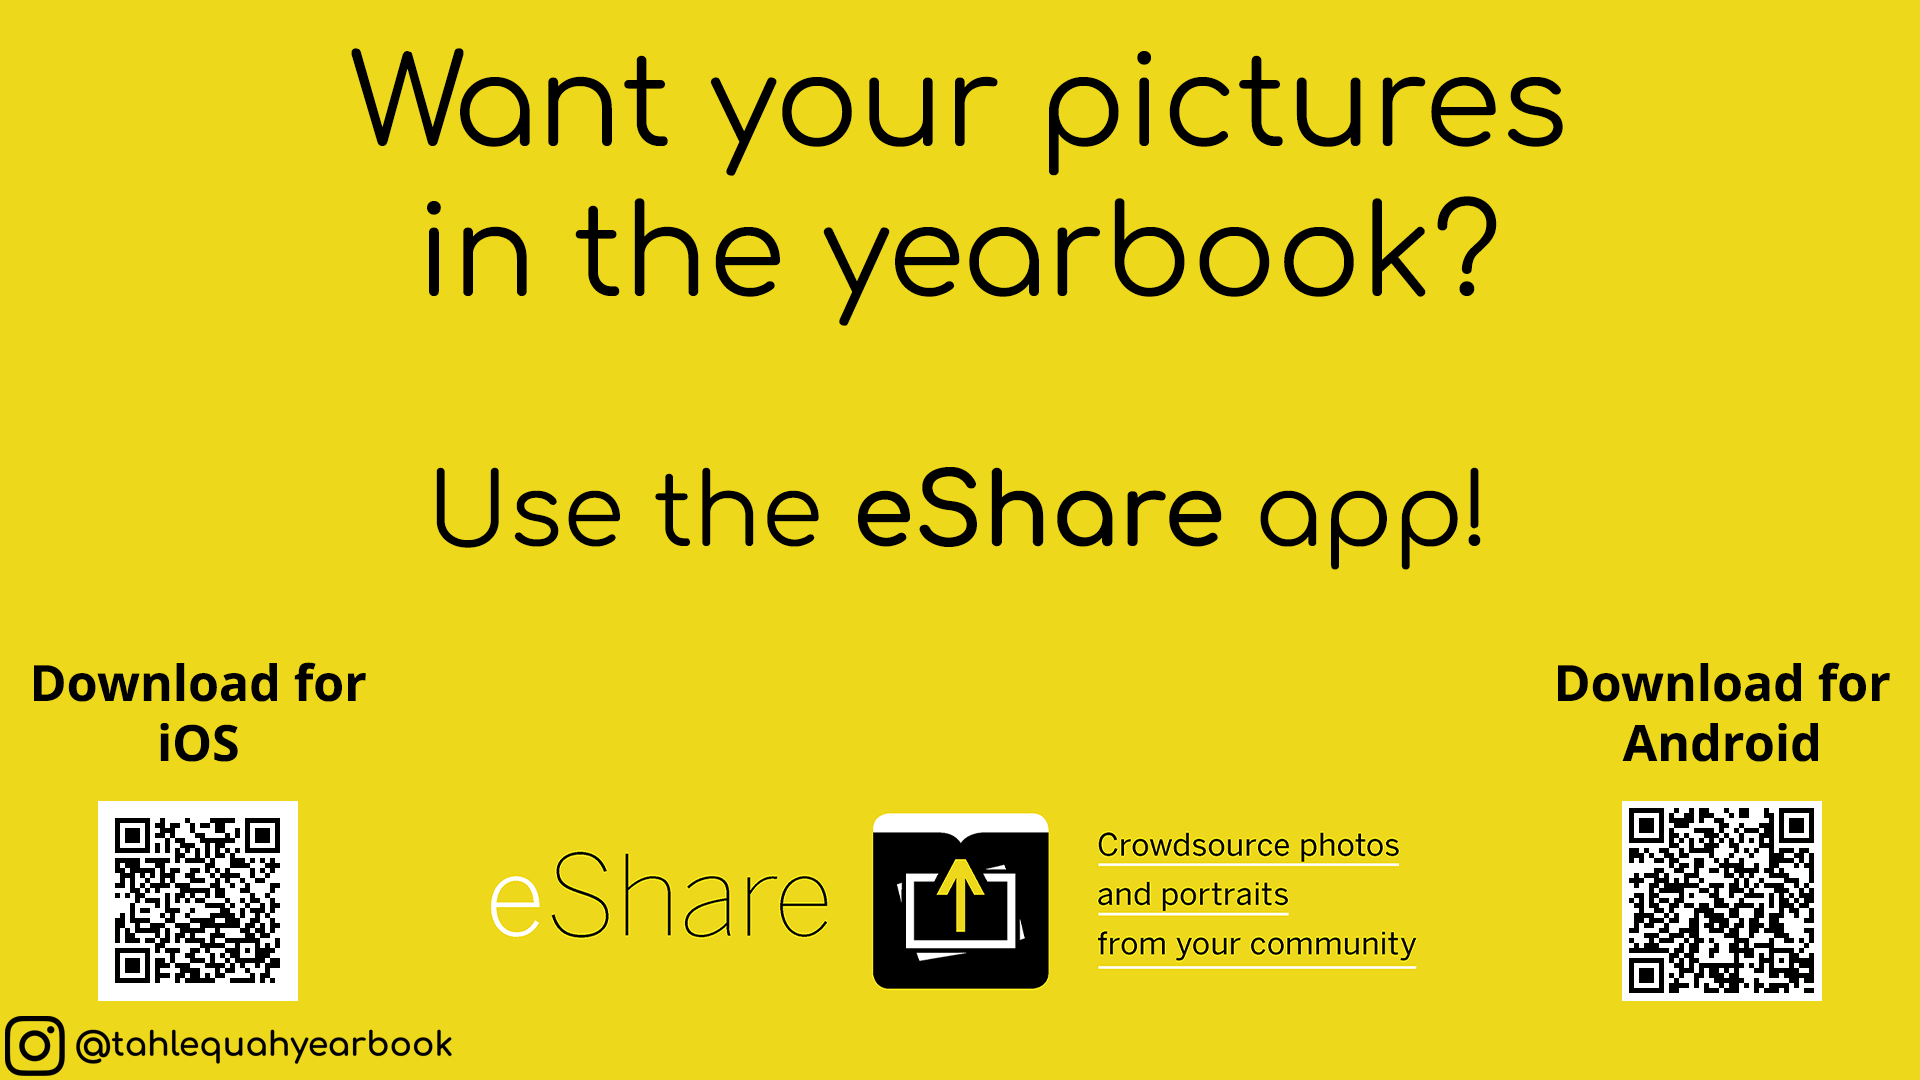 Want your pictures
in the yearbook?
Use the eShare app!
Download for
iOS
Download for
Android
eShare
Crowdsource photos
and portraits
from your community
@tahlequahyearbook